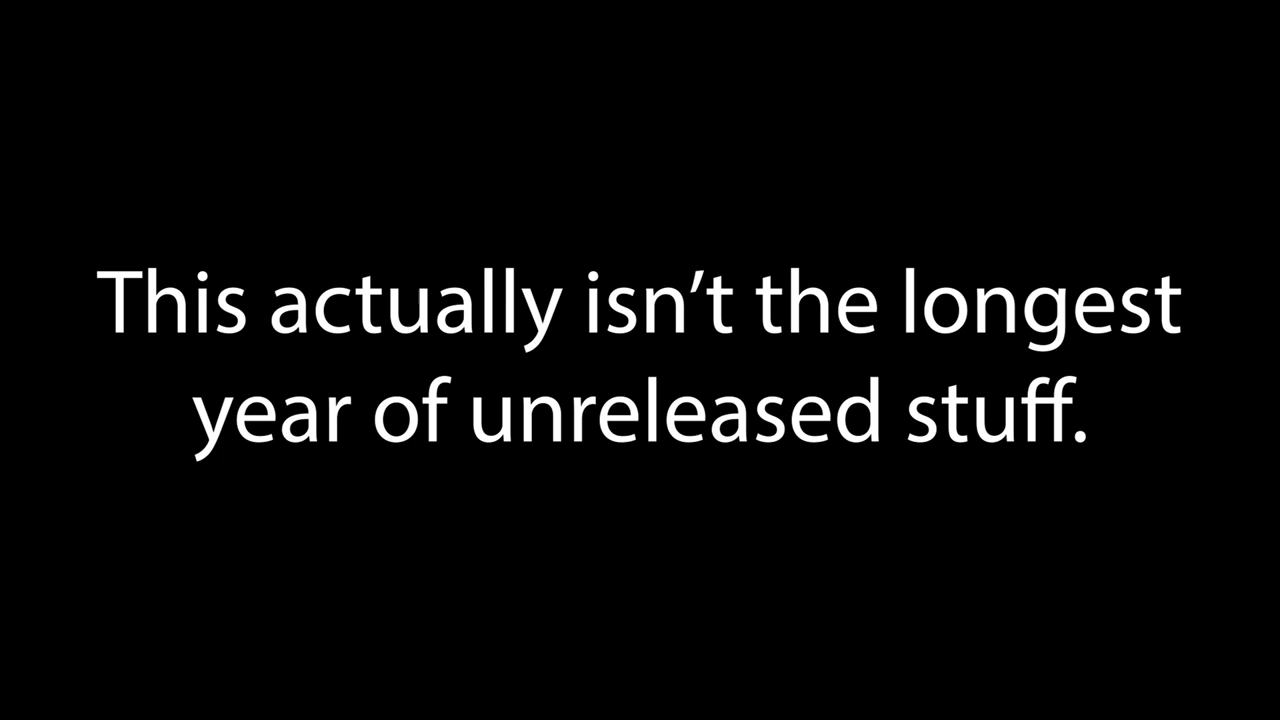 This actually isn’t the longest
year of unreleased stuff.